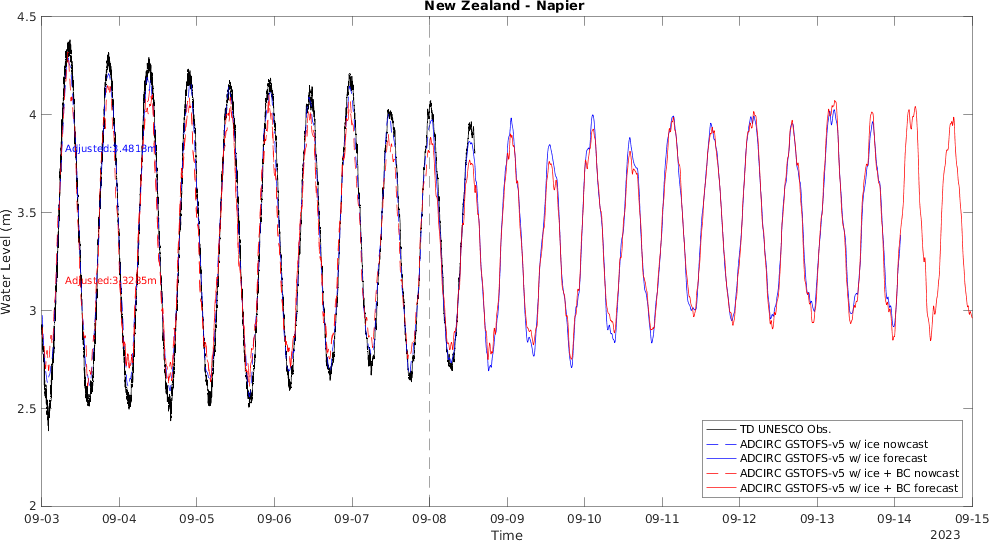 New Zealand - Napier
4.5
4
3.5
3
2.5
2
Water Level (m)
Adjusted:3.4818m
Adjusted:3.3285m
TD UNESCO Obs.
ADCIRC GSTOFS-v5 w/ ice nowcast
ADCIRC GSTOFS-v5 w/ ice forecast
ADCIRC GSTOFS-v5 w/ ice + BC nowcast
ADCIRC GSTOFS-v5 w/ ice + BC forecast
09-03 09-04 09-05 09-06 09-07 09-08 09-09 09-10 09-11 09-12 09-13 09-14 09-15
Time
2023